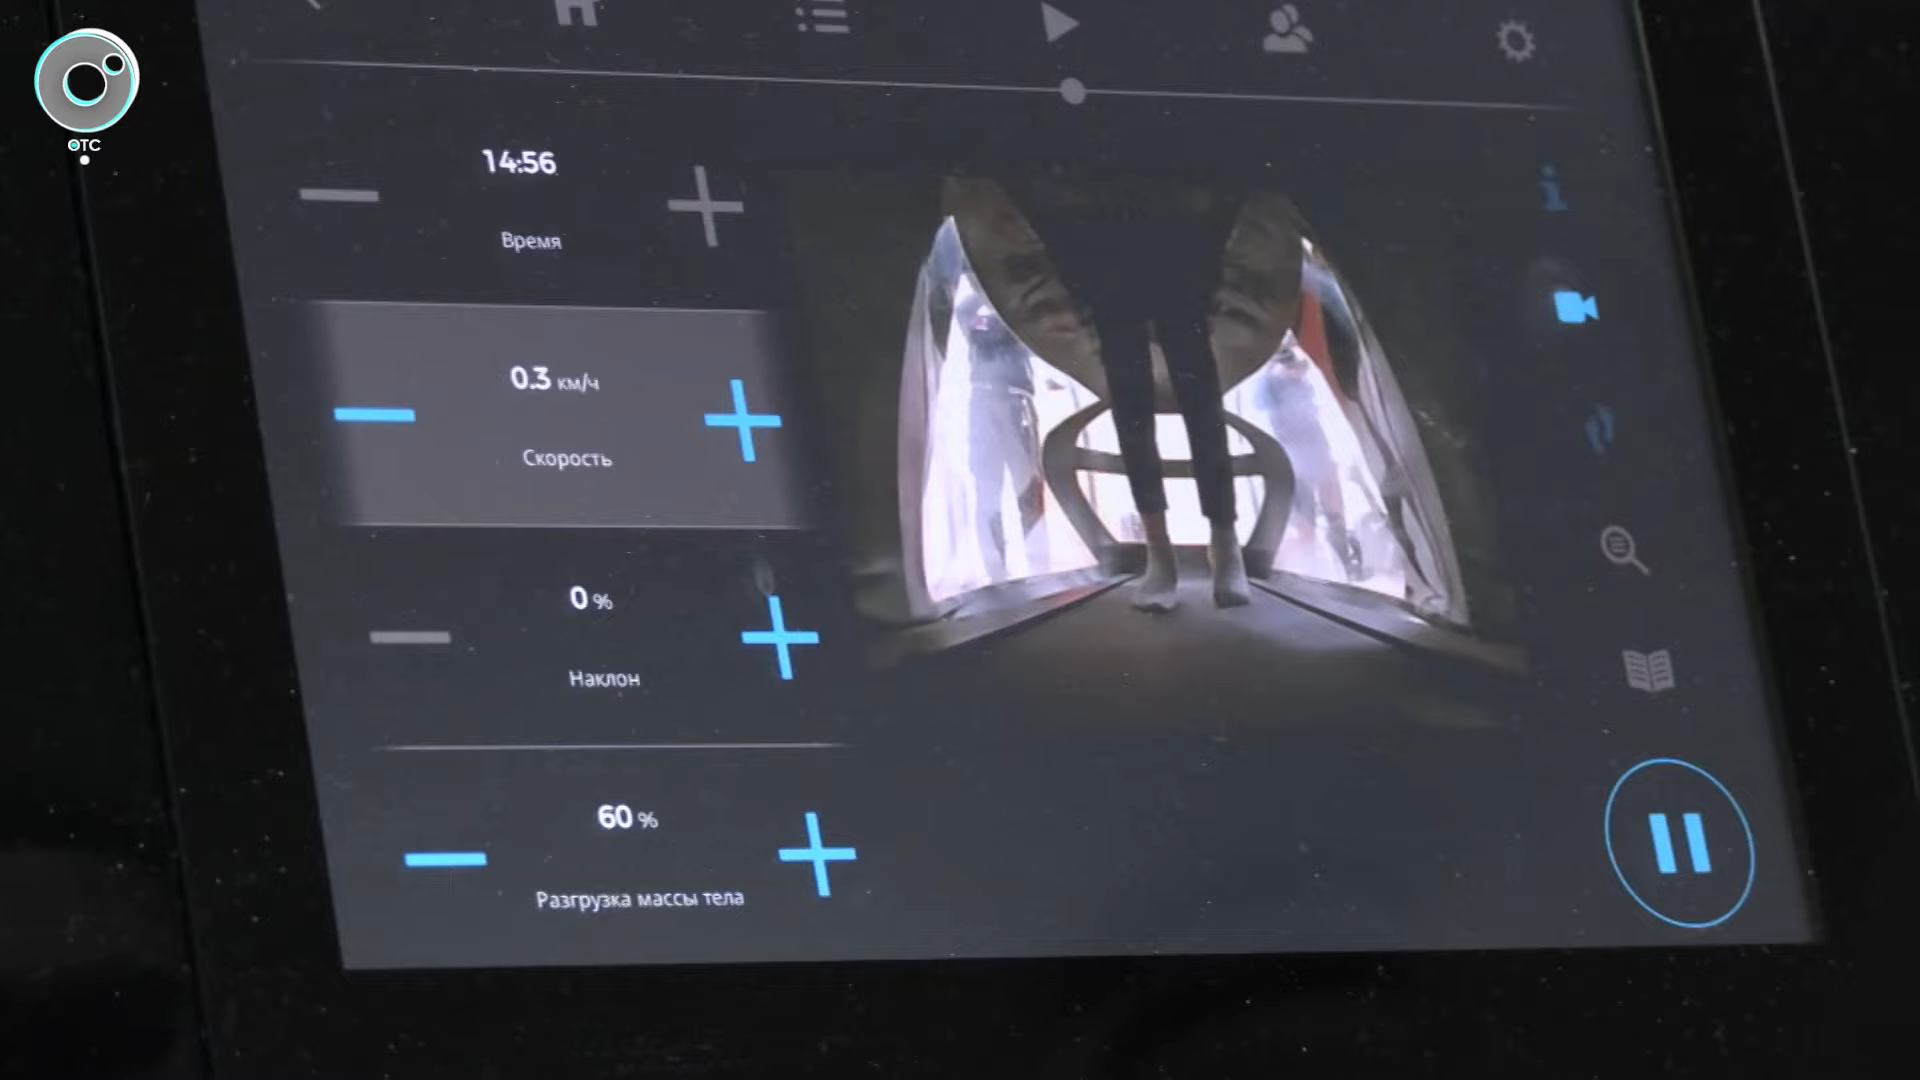 ОТС
14:56
Время
0.3 км/ч
Скорость
0 %
Наклон
60 %
Разгрузка массы тела